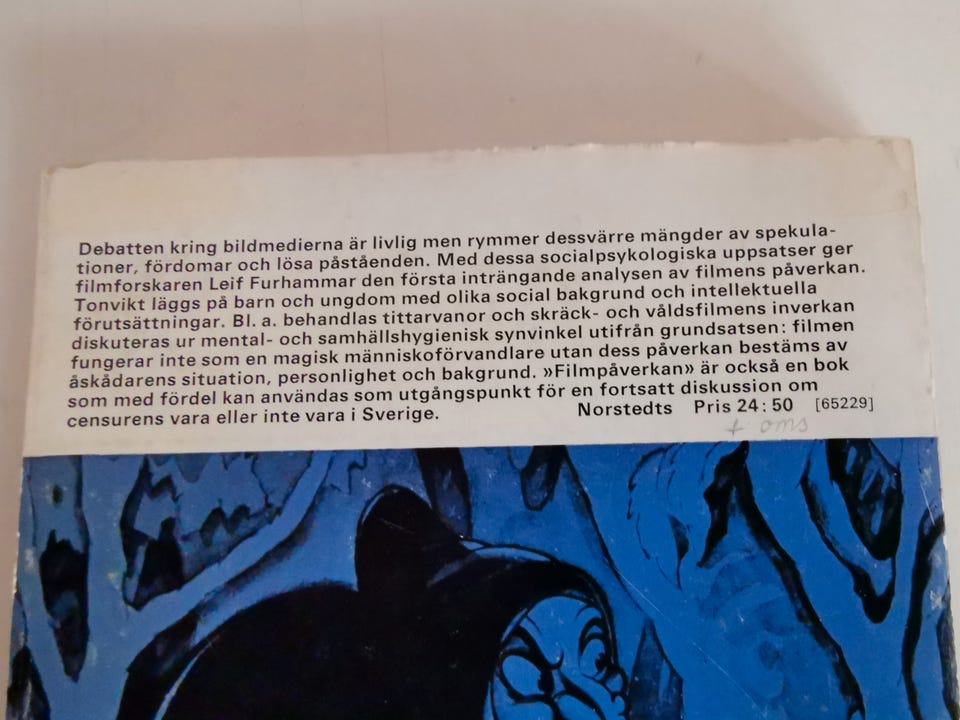 Debatten kring bildmedierna är livlig men rymmer dessvärre mängder av spekula-
tioner, fördomar och lösa påståenden. Med dessa socialpsykologiska uppsatser ger
filmforskaren Leif Furhammar den första inträngande analysen av filmens påverkan.
Tonvikt läggs på barn och ungdom med olika social bakgrund och intellektuella
förutsättningar. Bl. a. behandlas tittarvanor och skräck- och våldsfilmens inverkan
diskuteras ur mental- och samhällshygienisk synvinkel utifrån grundsatsen: filmen
fungerar inte som en magisk människoförvandlare utan dess påverkan bestäms av
åskådarens situation, personlighet och bakgrund. »Filmpåverkan» är också en bok
som med fördel kan användas som utgångspunkt för en fortsatt diskussion om
censurens vara eller inte vara i Sverige. Norstedts Pris 24: 50 [65229]
+ oms